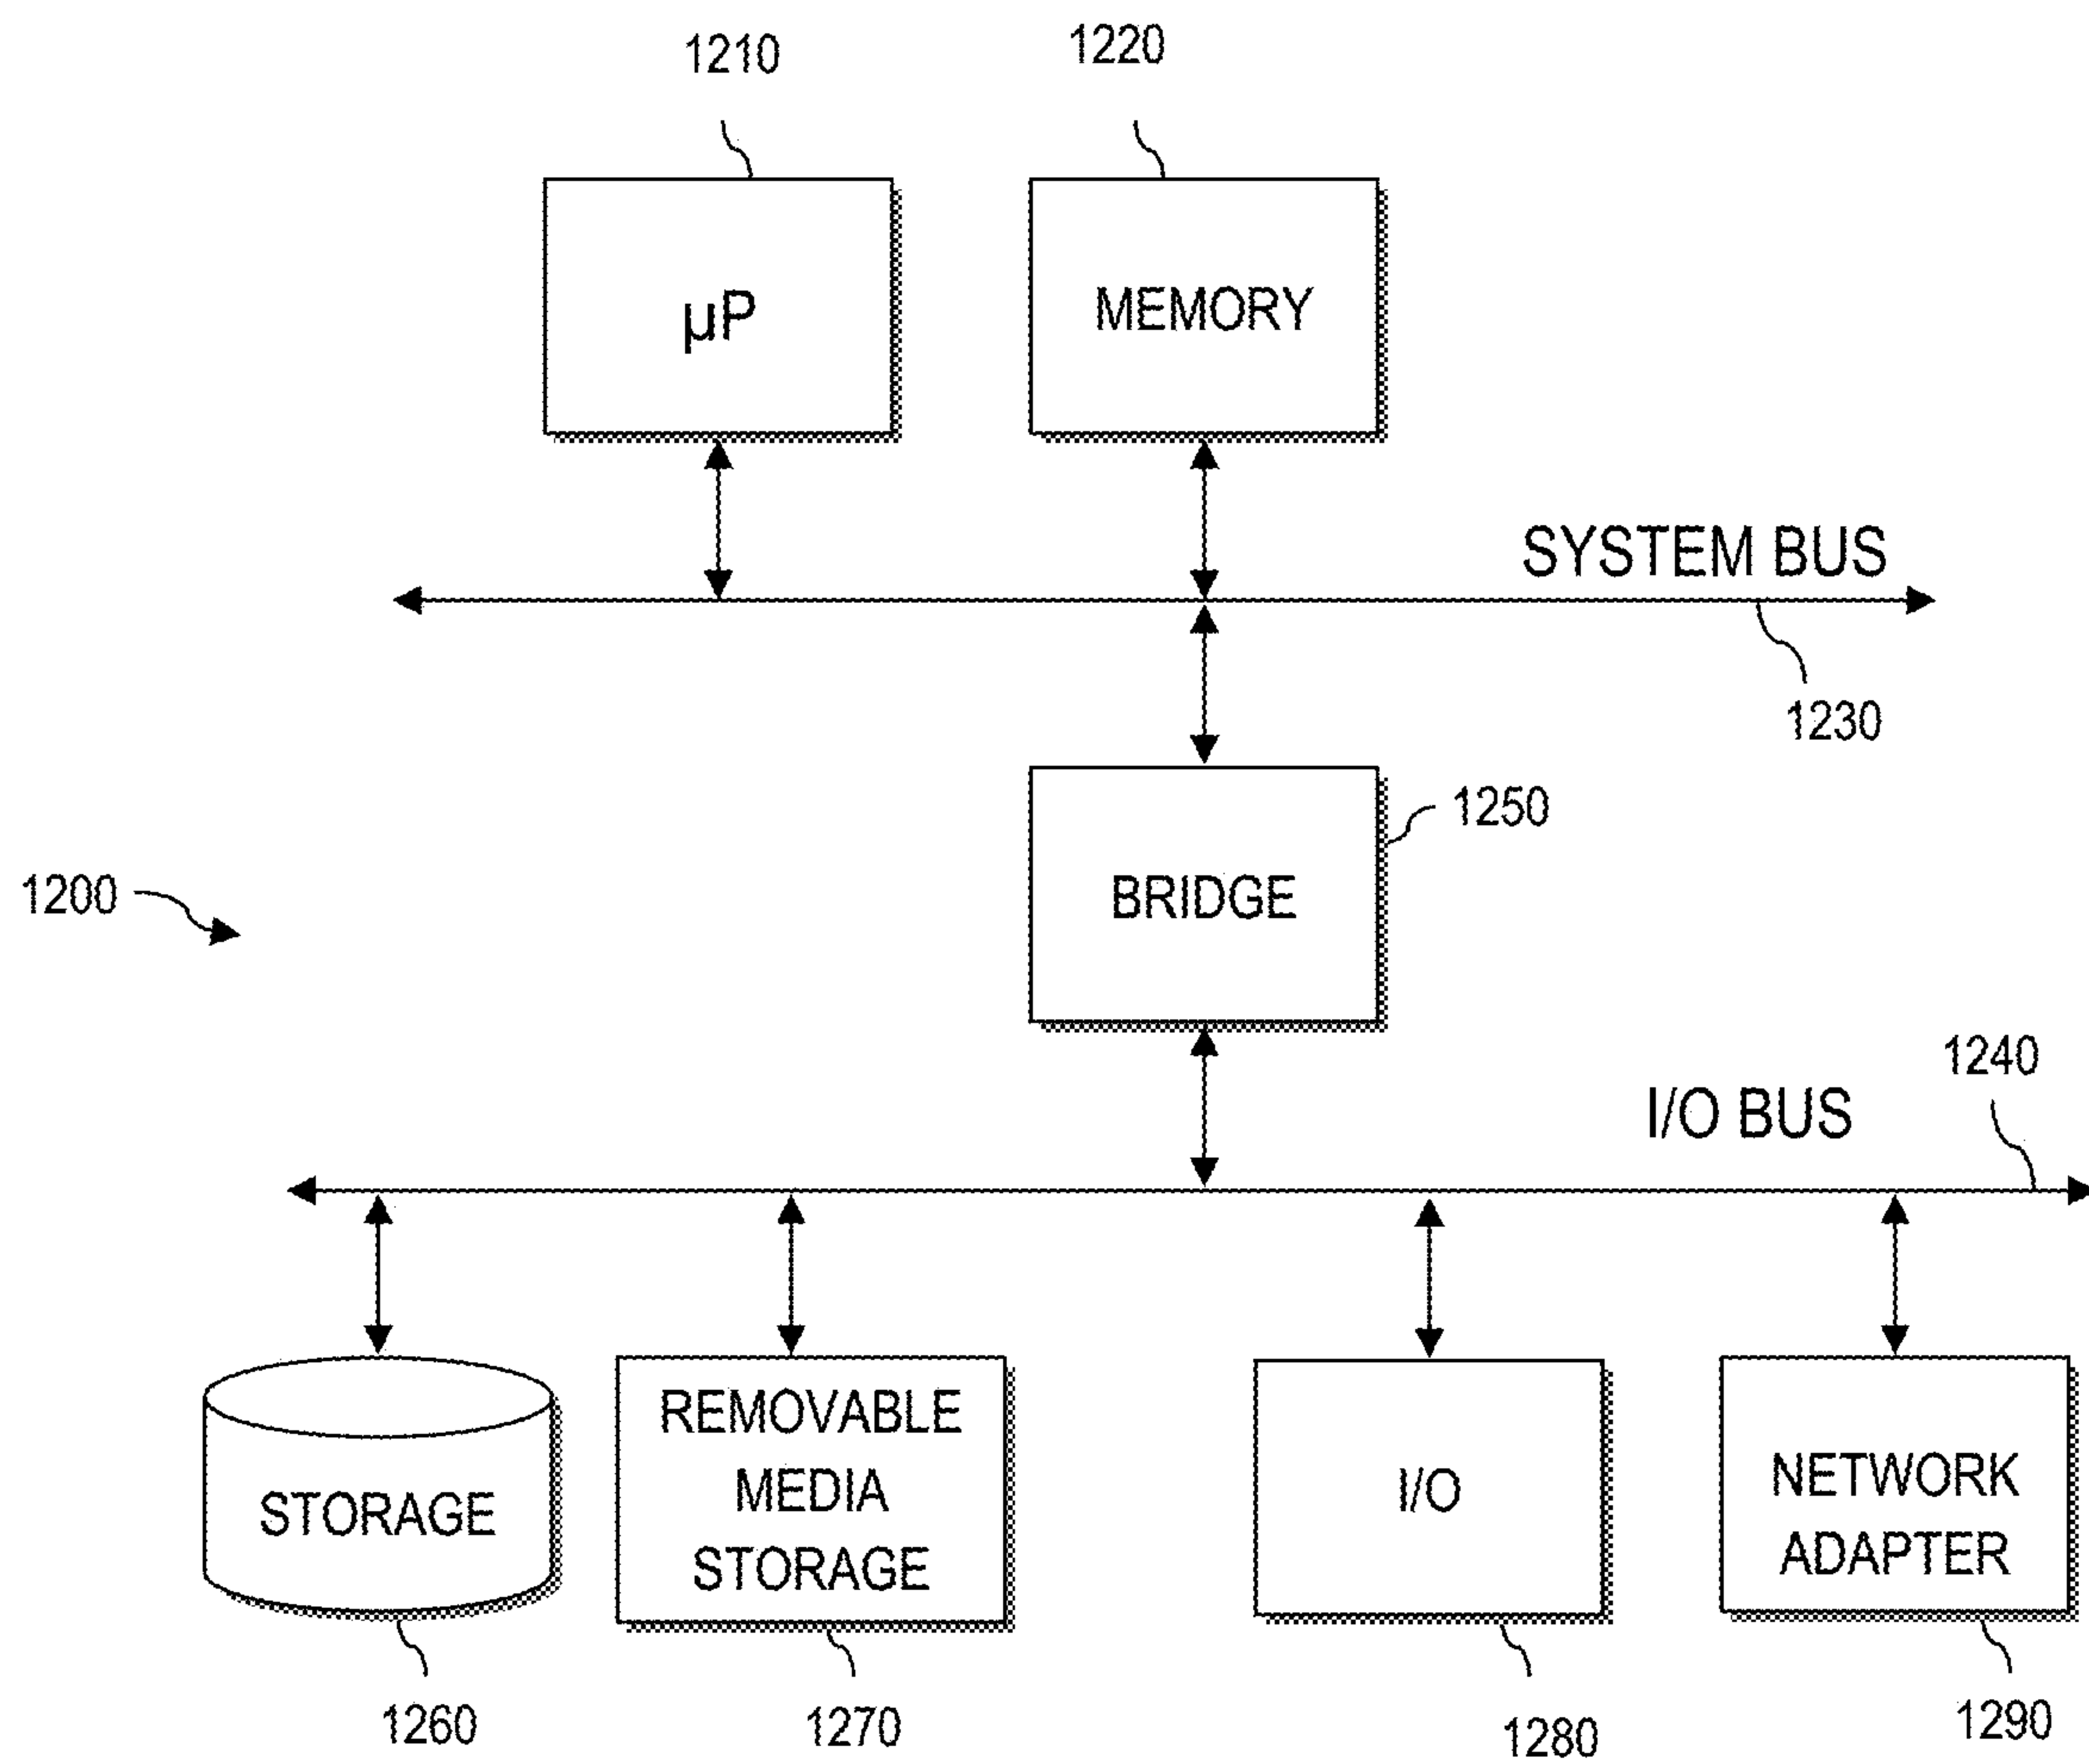 1210
1220
µP
MEMORY
SYSTEM BUS
1230
1250
BRIDGE
1200
1240
I/O BUS
STORAGE
REMOVABLE
MEDIA
STORAGE
I/O
NETWORK
ADAPTER
1260
1270
1280
1290